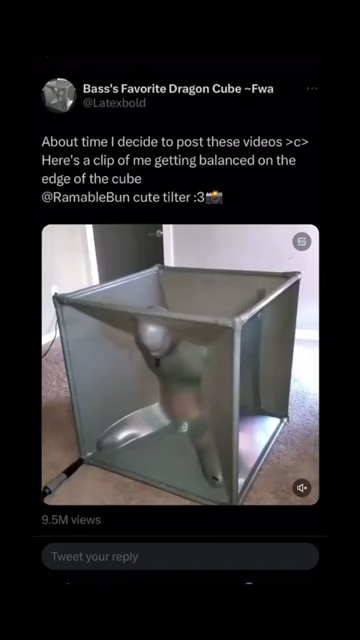 Bass's Favorite Dragon Cube ~Fwa
@Latexbold
About time I decide to post these videos >c>
Here's a clip of me getting balanced on the
edge of the cube
@RamableBun cute tilter :3📸
9.5M views
Tweet your reply